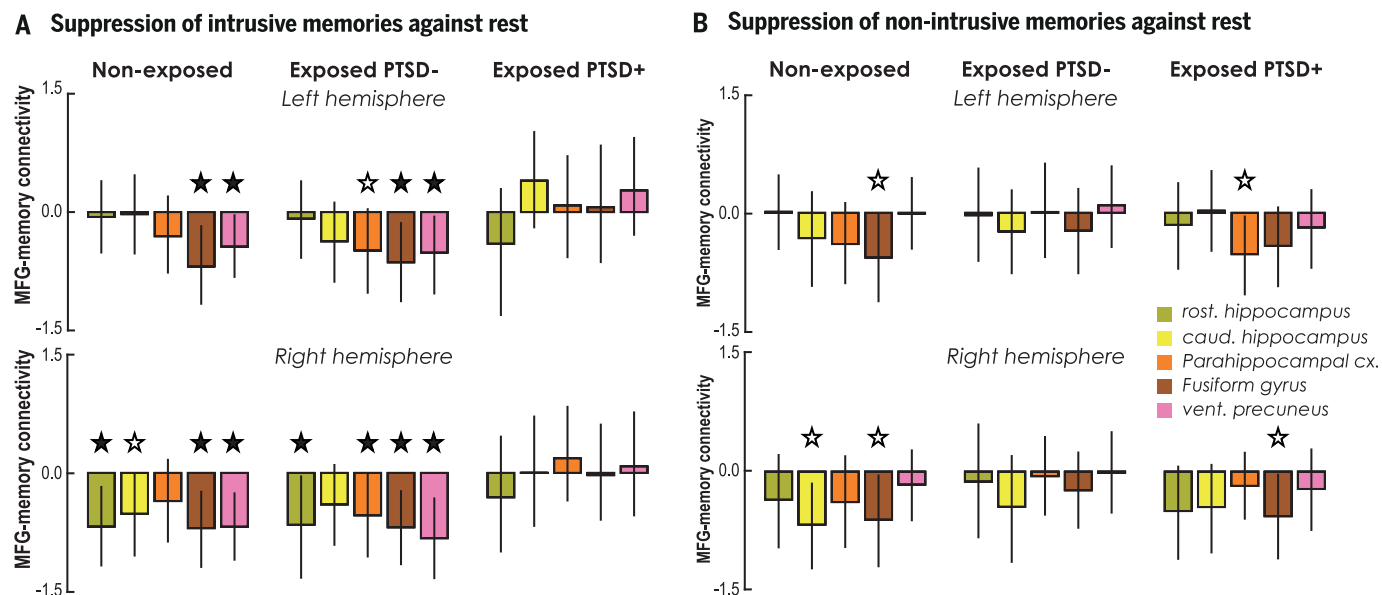 A Suppression of intrusive memories against rest
Non-exposed Exposed PTSD- Exposed PTSD+
Left hemisphere
MFG-memory connectivity
1.5
0.0
-1.5
Right hemisphere
MFG-memory connectivity
1.5
0.0
-1.5
B Suppression of non-intrusive memories against rest
Non-exposed Exposed PTSD- Exposed PTSD+
Left hemisphere
MFG-memory connectivity
1.5
0.0
-1.5
rost. hippocampus
caud. hippocampus
Parahippocampal cx.
Fusiform gyrus
vent. precuneus
Right hemisphere
MFG-memory connectivity
1.5
0.0
-1.5